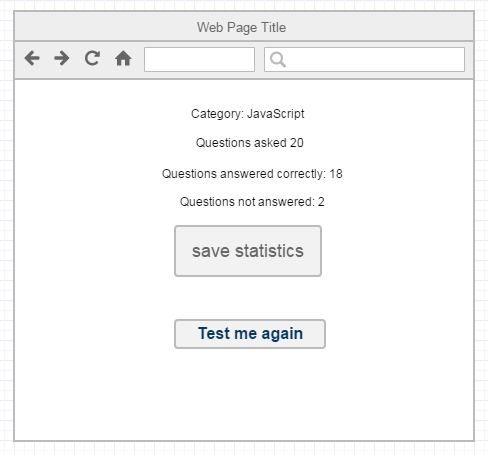 Web Page Title
Category: JavaScript
Questions asked 20
Questions answered correctly: 18
Questions not answered: 2
save statistics
Test me again